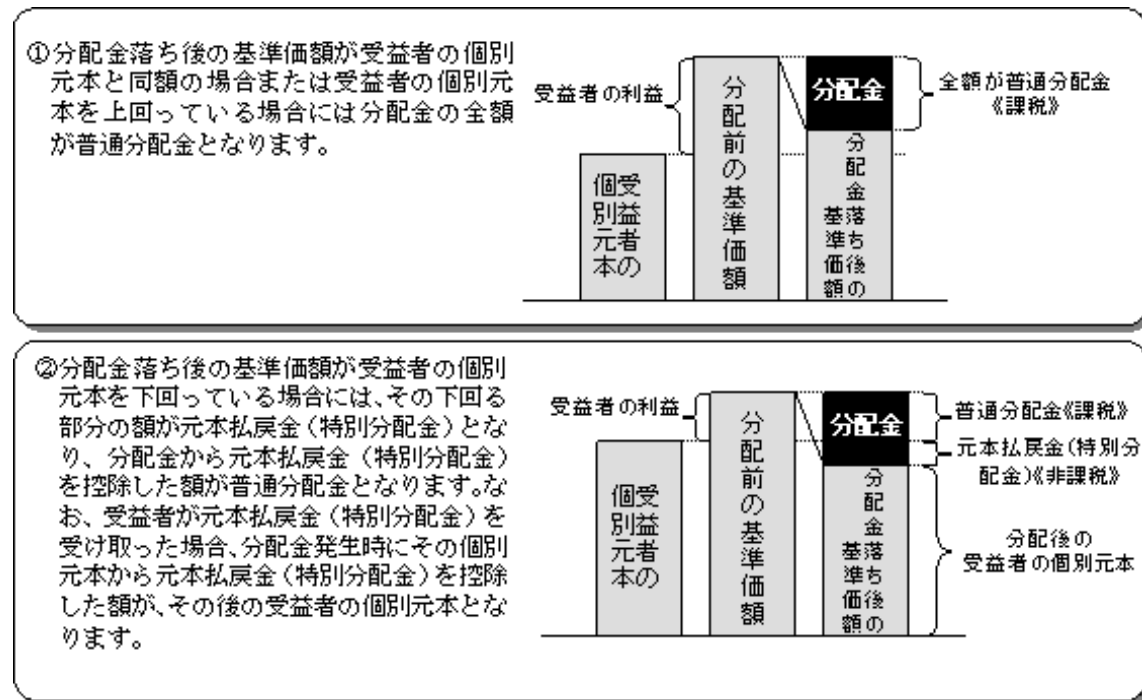 ①分配金落ち後の基準価額が受益者の個別
元本と同額の場合または受益者の個別元
本を上回っている場合には分配金の全額
が普通分配金となります。
受益者の利益
受益者の
個別元本
分配前の基準価額
分配金
分配金落ち後の
基準価額
全額が普通分配金
《課税》
②分配金落ち後の基準価額が受益者の個別
元本を下回っている場合には、その下回る
部分の額が元本払戻金（特別分配金）とな
り、分配金から元本払戻金（特別分配金）
を控除した額が普通分配金となります。な
お、受益者が元本払戻金（特別分配金）を
受け取った場合、分配金発生時にその個別
元本から元本払戻金（特別分配金）を控除
した額が、その後の受益者の個別元本とな
ります。
受益者の利益
受益者の
個別元本
分配前の基準価額
分配金
分配金落ち後の
基準価額
普通分配金《課税》
元本払戻金(特別分
配金)《非課税》
分配後の
受益者の個別元本